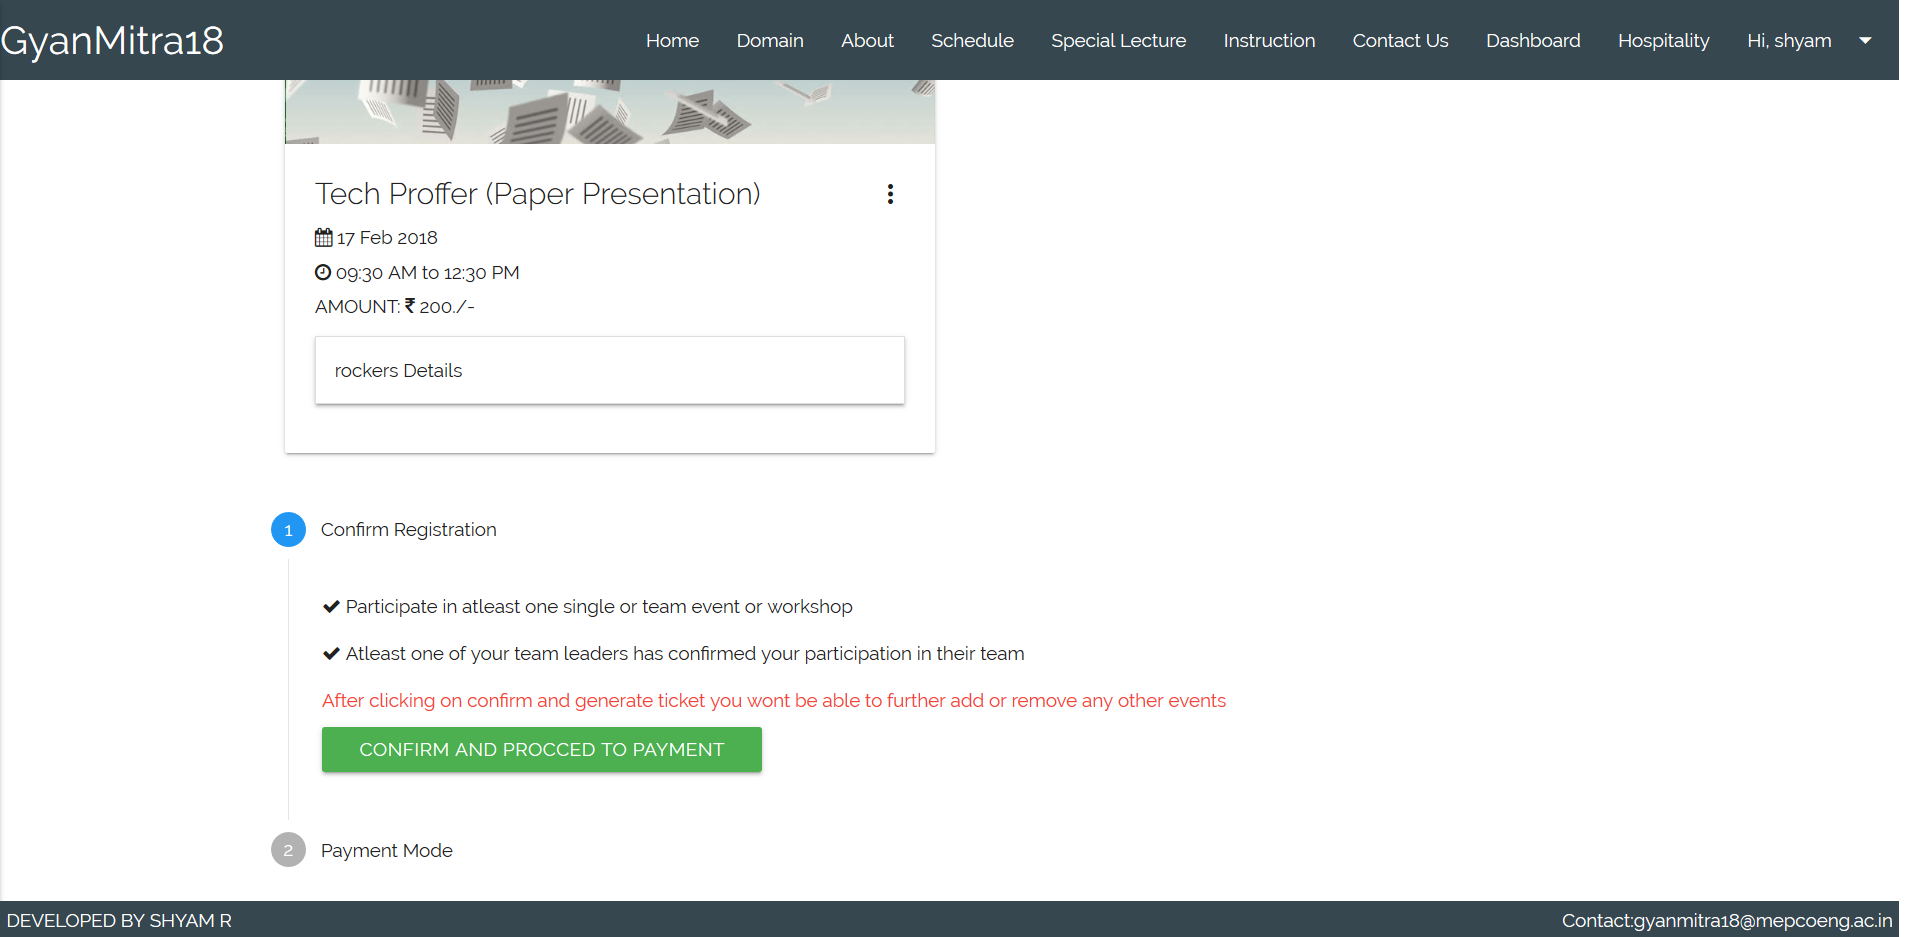 GyanMitra18
Home Domain About Schedule Special Lecture Instruction Contact Us Dashboard Hospitality Hi, shyam
Tech Proffer (Paper Presentation)
17 Feb 2018
09:30 AM to 12:30 PM
AMOUNT: ₹ 200./-
rockers Details
1 Confirm Registration
Participate in atleast one single or team event or workshop
Atleast one of your team leaders has confirmed your participation in their team
After clicking on confirm and generate ticket you wont be able to further add or remove any other events
CONFIRM AND PROCCED TO PAYMENT
2 Payment Mode
DEVELOPED BY SHYAM R Contact:gyanmitra18@mepcoeng.ac.in